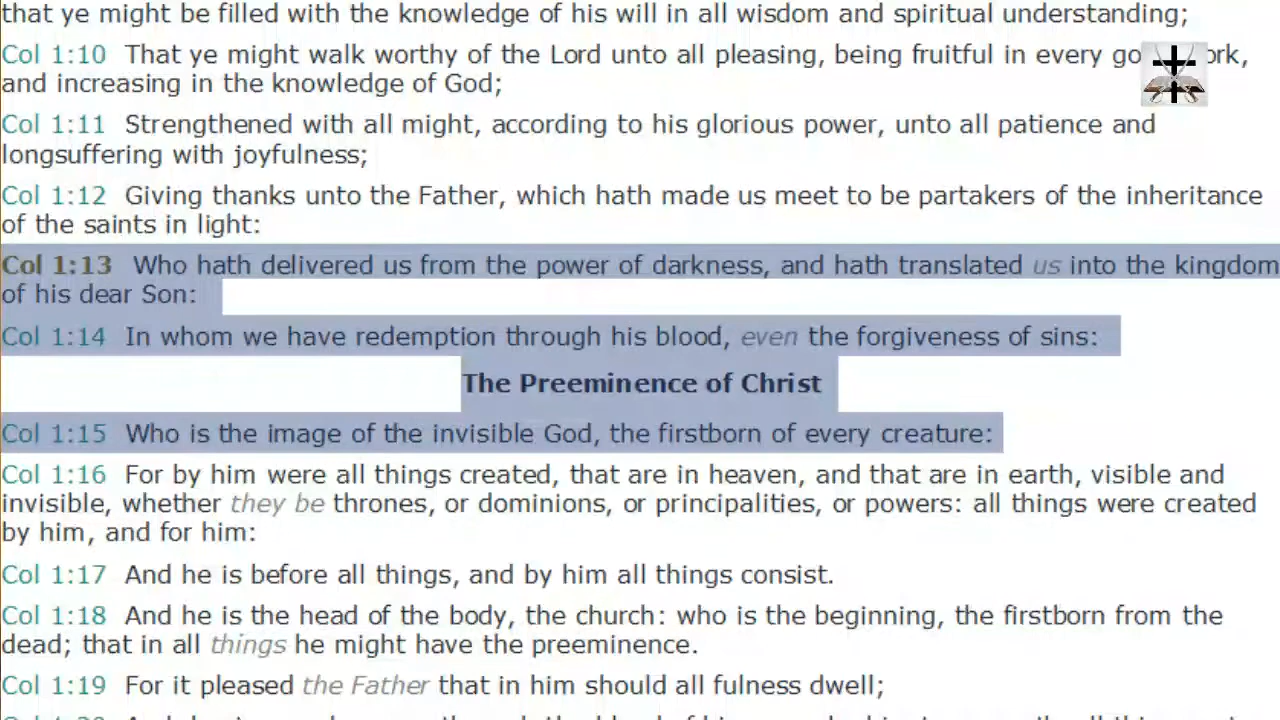 that ye might be filled with the knowledge of his will in all wisdom and spiritual understanding;
Col 1:10 That ye might walk worthy of the Lord unto all pleasing, being fruitful in every
and increasing in the knowledge of God;
Col 1:11 Strengthened with all might, according to his glorious power, unto all patience and
longsuffering with joyfulness;
Col 1:12 Giving thanks unto the Father, which hath made us meet to be partakers of the inheritance
of the saints in light:
Col 1:13 Who hath delivered us from the power of darkness, and hath translated us into the kingdom
of his dear Son:
Col 1:14 In whom we have redemption through his blood, even the forgiveness of sins:
The Preeminence of Christ
Col 1:15 Who is the image of the invisible God, the firstborn of every creature:
Col 1:16 For by him were all things created, that are in heaven, and that are in earth, visible and
invisible, whether they be thrones, or dominions, or principalities, or powers: all things were created
by him, and for him:
Col 1:17 And he is before all things, and by him all things consist.
Col 1:18 And he is the head of the body, the church: who is the beginning, the firstborn from the
dead; that in all things he might have the preeminence.
Col 1:19 For it pleased the Father that in him should all fulness dwell;